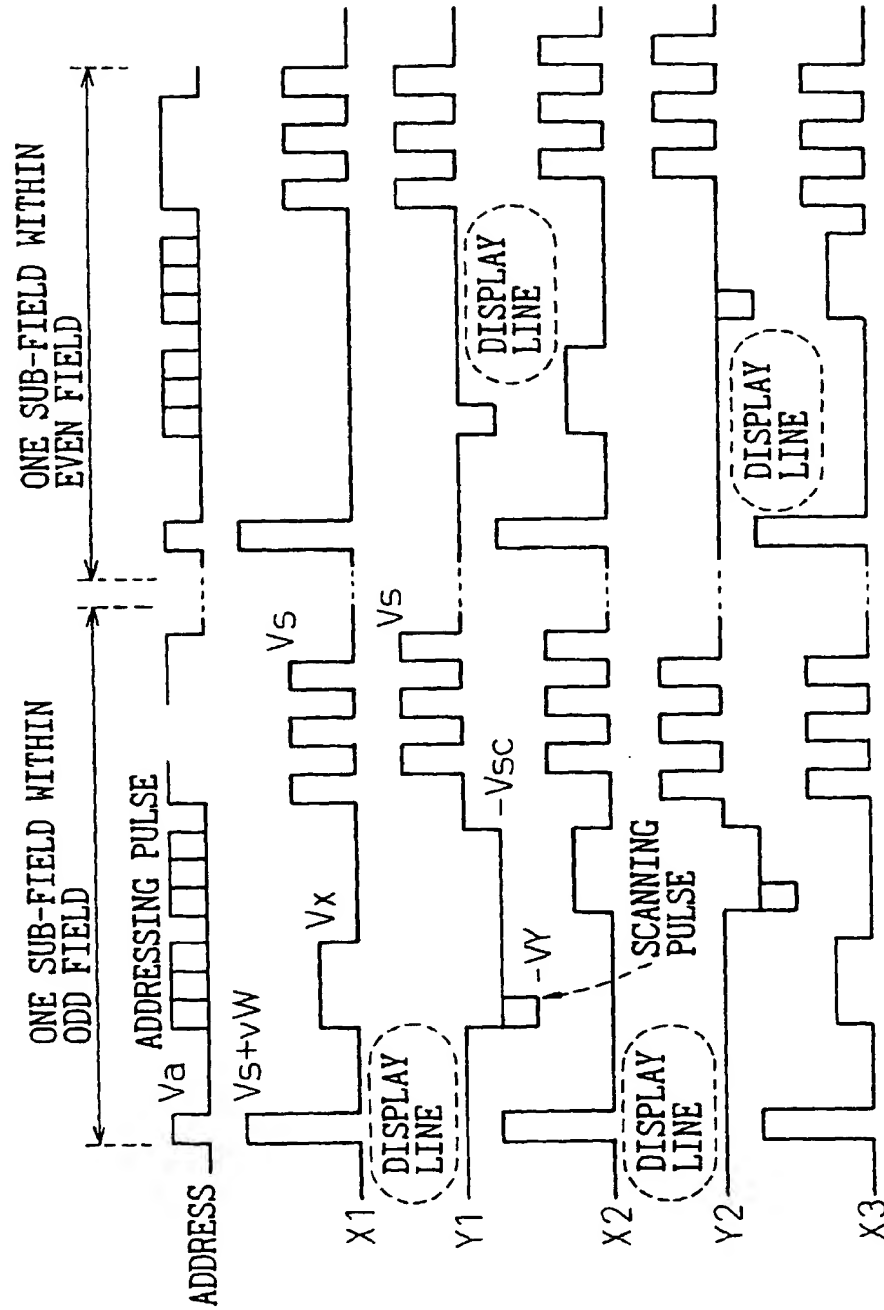 ONE SUB-FIELD WITHIN
ODD FIELD
ONE SUB-FIELD WITHIN
EVEN FIELD
ADDRESS
Va
ADDRESSING PULSE
Vs+vW
Vx
Vs
X1
DISPLAY
LINE
Vs
Y1
-VY
-Vsc
DISPLAY
LINE
SCANNING
PULSE
X2
DISPLAY
LINE
Y2
DISPLAY
LINE
X3